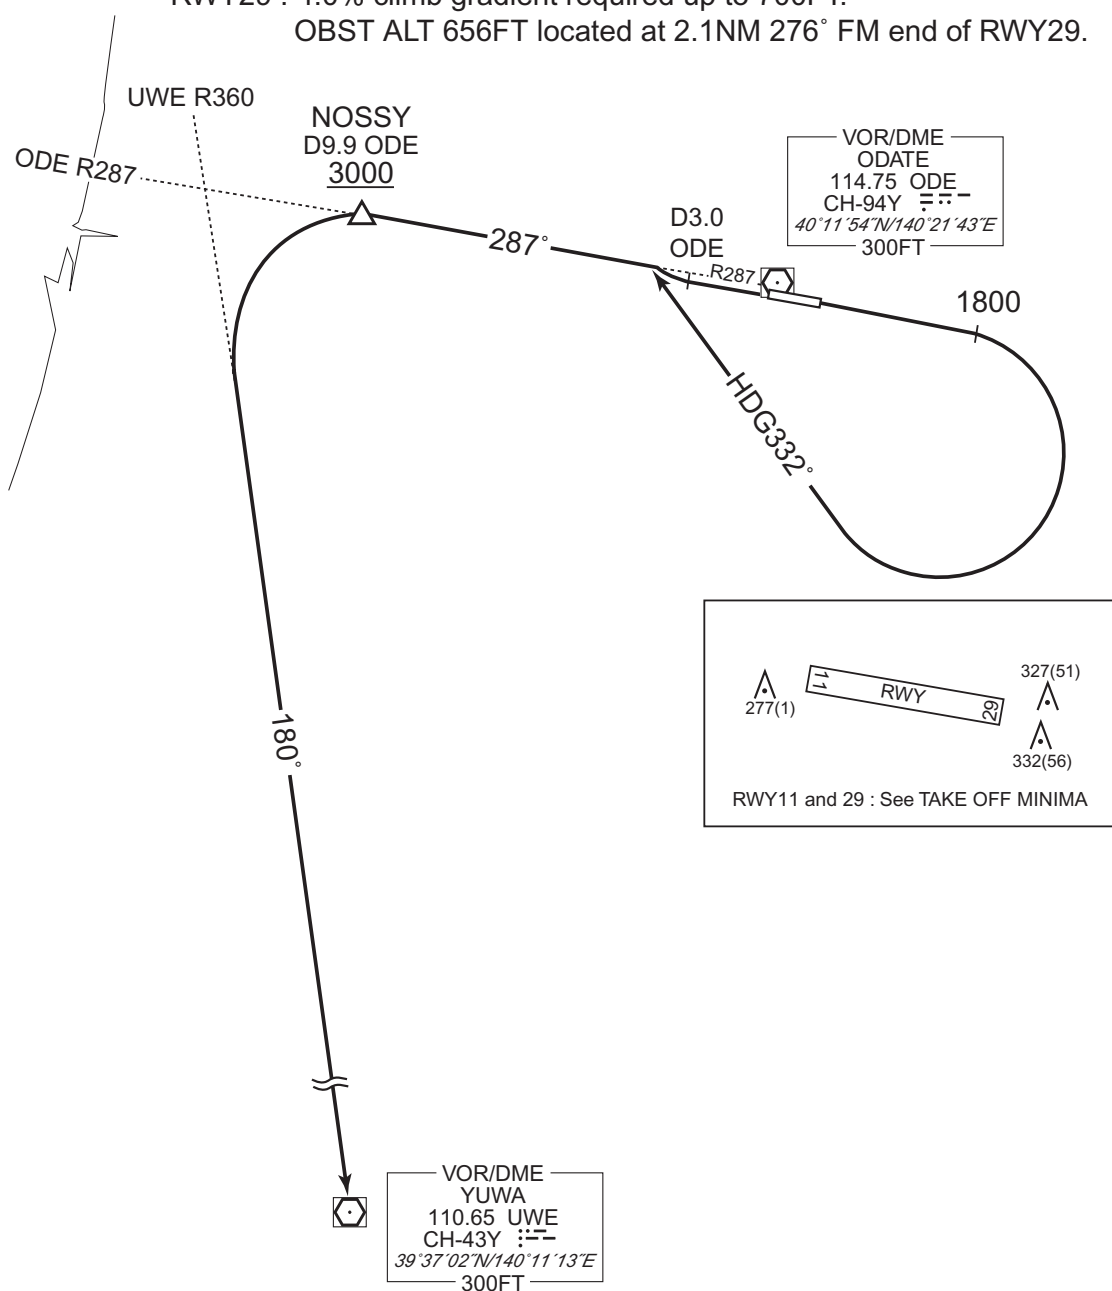 OBST ALT 656FT located at 2.1NM 276° FM end of RWY29.
UWE R360
NOSSY
D9.9 ODE
3000
ODE R287
VOR/DME
ODATE
114.75 ODE
CH-94Y
40°11´54˝N/140°21´43˝E
300FT
D3.0
ODE
287°
R287
1800
HDG332°
11
RWY
29
277(1)
327(51)
332(56)
RWY11 and 29 : See TAKE OFF MINIMA
180°
VOR/DME
YUWA
110.65 UWE
CH-43Y
39°37´02˝N/140°11´13˝E
300FT